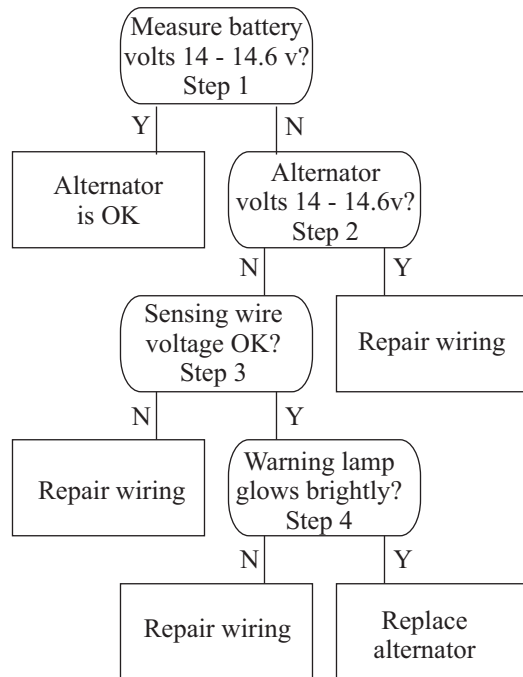 Measure battery
volts 14 - 14.6 v?
Step 1
Y
N
Alternator
is OK
Alternator
volts 14 - 14.6v?
Step 2
N
Y
Sensing wire
voltage OK?
Step 3
Repair wiring
N
Y
Repair wiring
Warning lamp
glows brightly?
Step 4
N
Y
Repair wiring
Replace
alternator